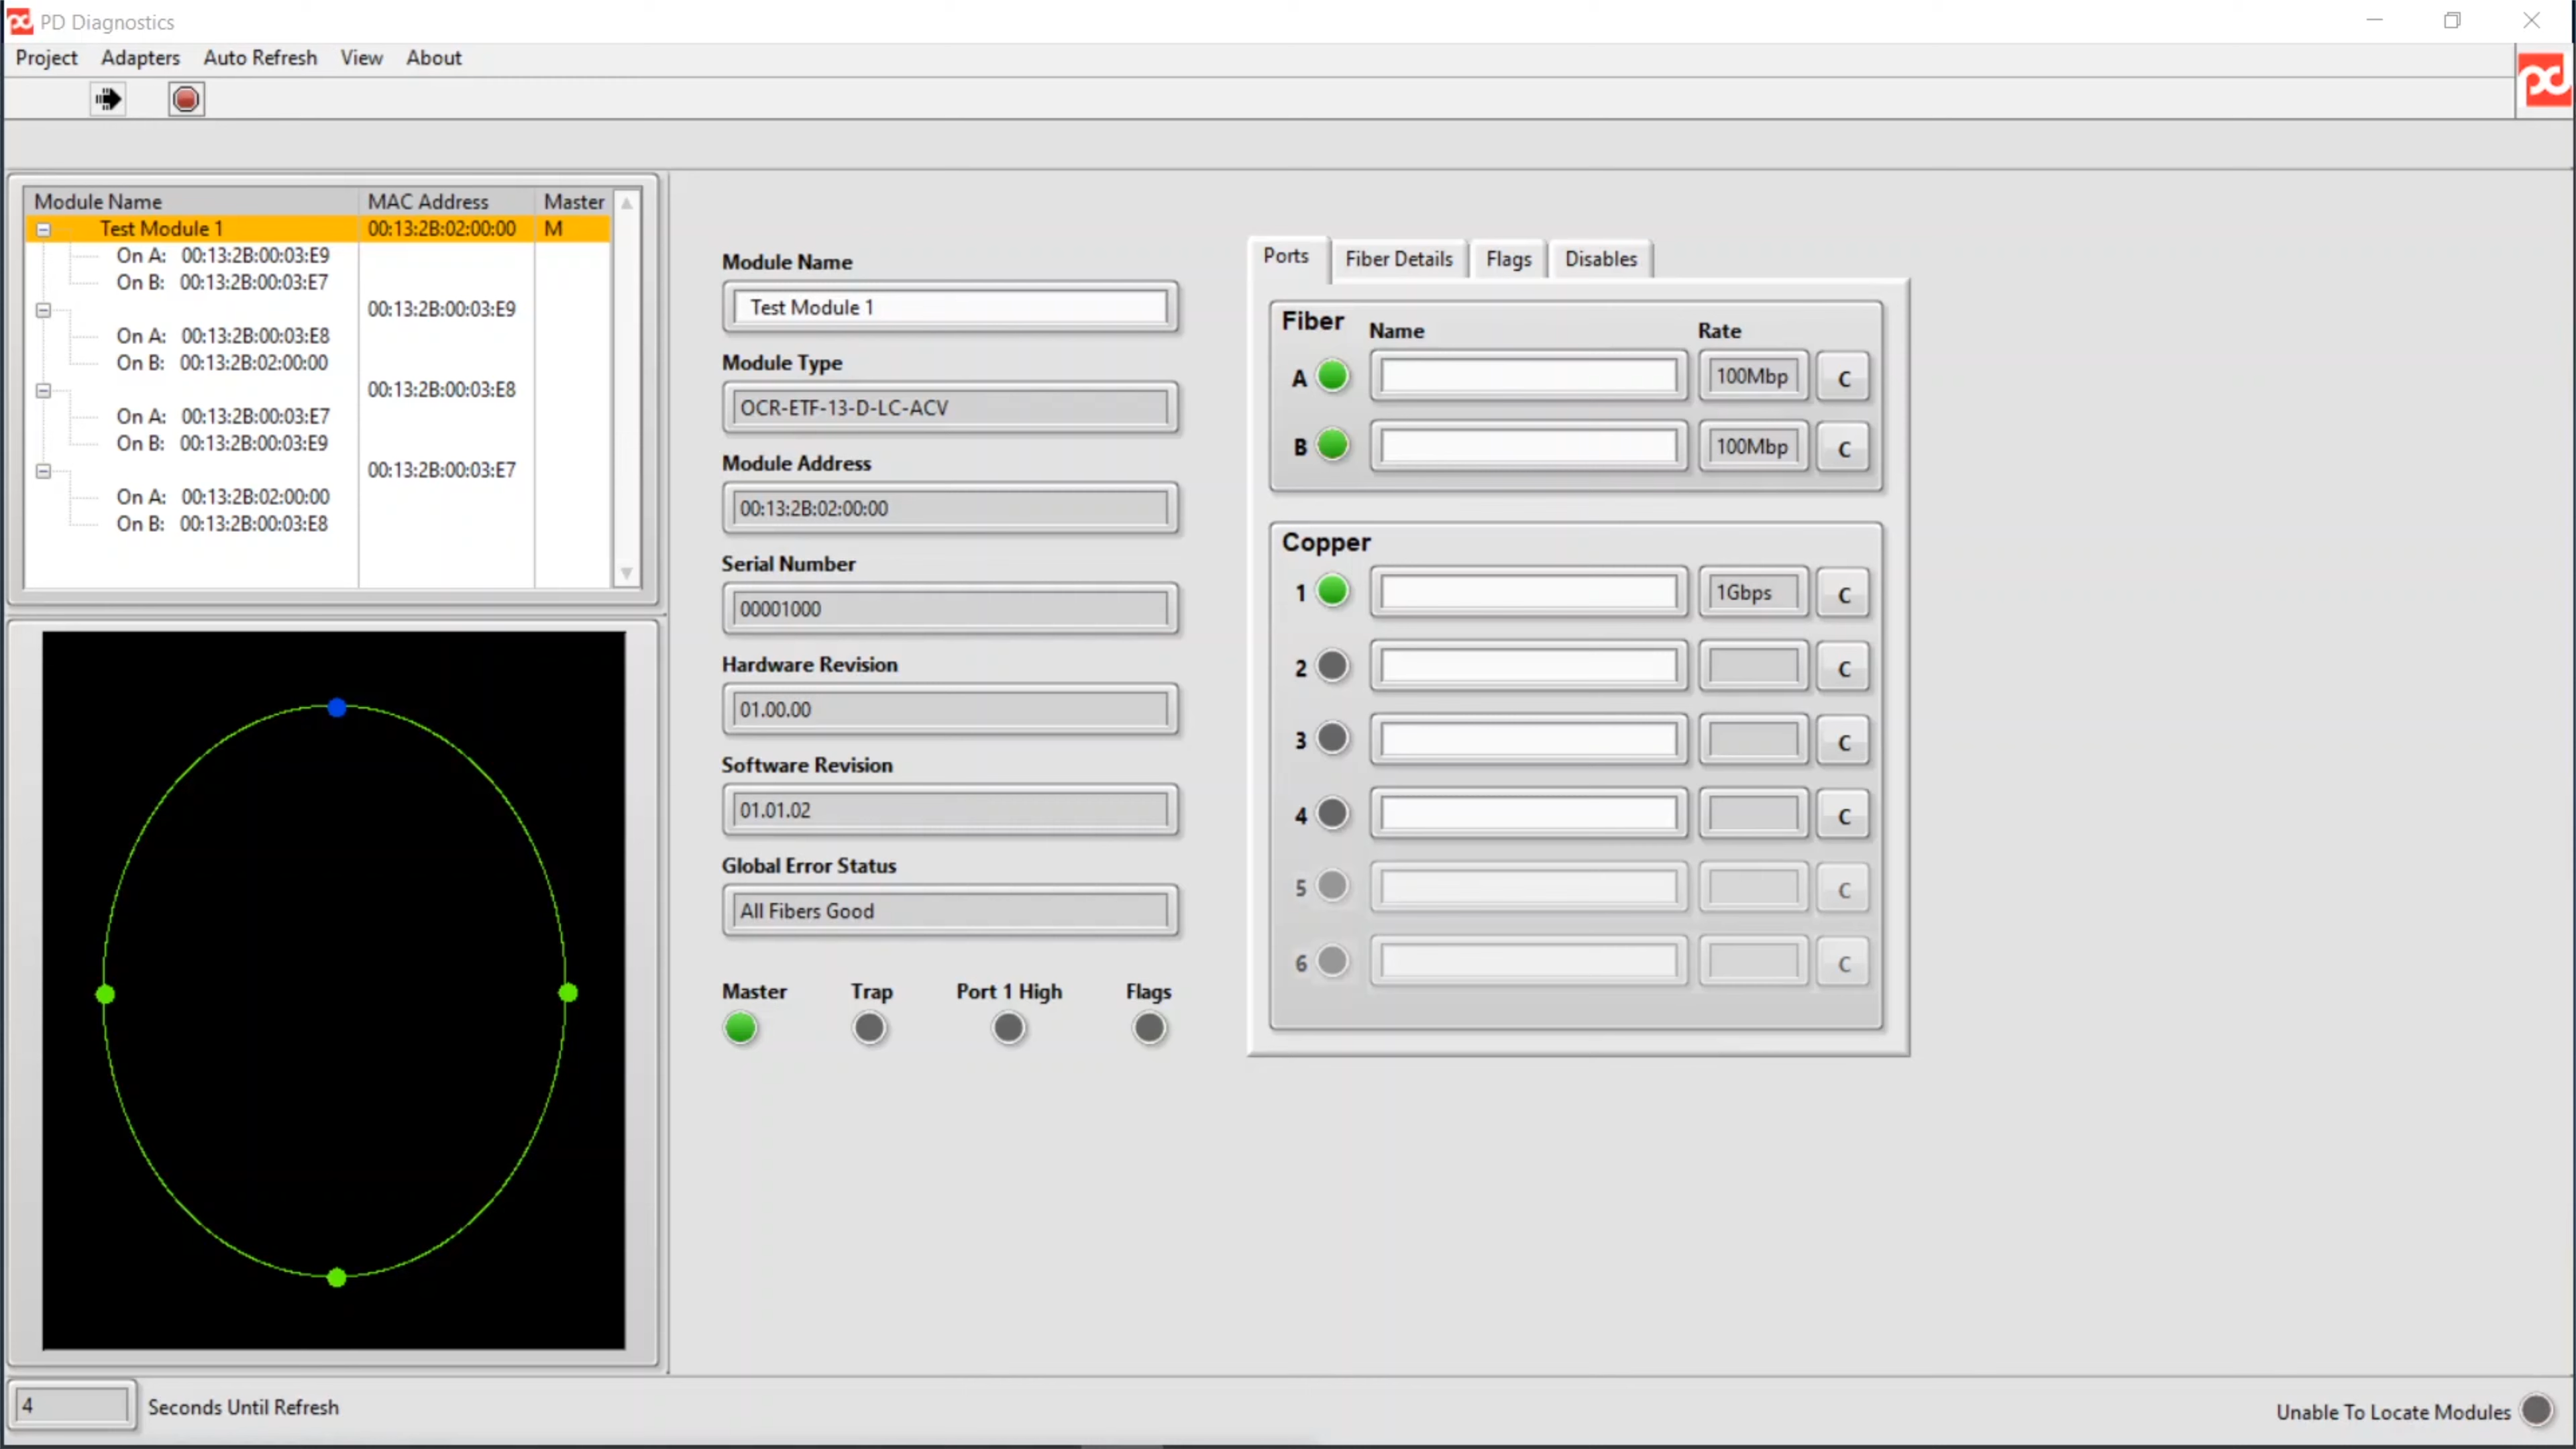 PD Diagnostics
Project Adapters Auto Refresh View About
pd
Module Name MAC Address Master
Test Module 1 00:13:2B:02:00:00 M
On A: 00:13:2B:00:03:E9
On B: 00:13:2B:00:03:E7
00:13:2B:00:03:E9
On A: 00:13:2B:00:03:E8
On B: 00:13:2B:02:00:00
00:13:2B:00:03:E8
On A: 00:13:2B:00:03:E7
On B: 00:13:2B:00:03:E9
00:13:2B:00:03:E7
On A: 00:13:2B:02:00:00
On B: 00:13:2B:00:03:E8
Module Name
Test Module 1
Module Type
OCR-ETF-13-D-LC-ACV
Module Address
00:13:2B:02:00:00
Serial Number
00001000
Hardware Revision
01.00.00
Software Revision
01.01.02
Global Error Status
All Fibers Good
Master Trap Port 1 High Flags
Ports Fiber Details Flags Disables
Fiber Name Rate
A 100Mbp C
B 100Mbp C
Copper
1 1Gbps C
2 C
3 C
4 C
5 C
6 C
4 Seconds Until Refresh
Unable To Locate Modules